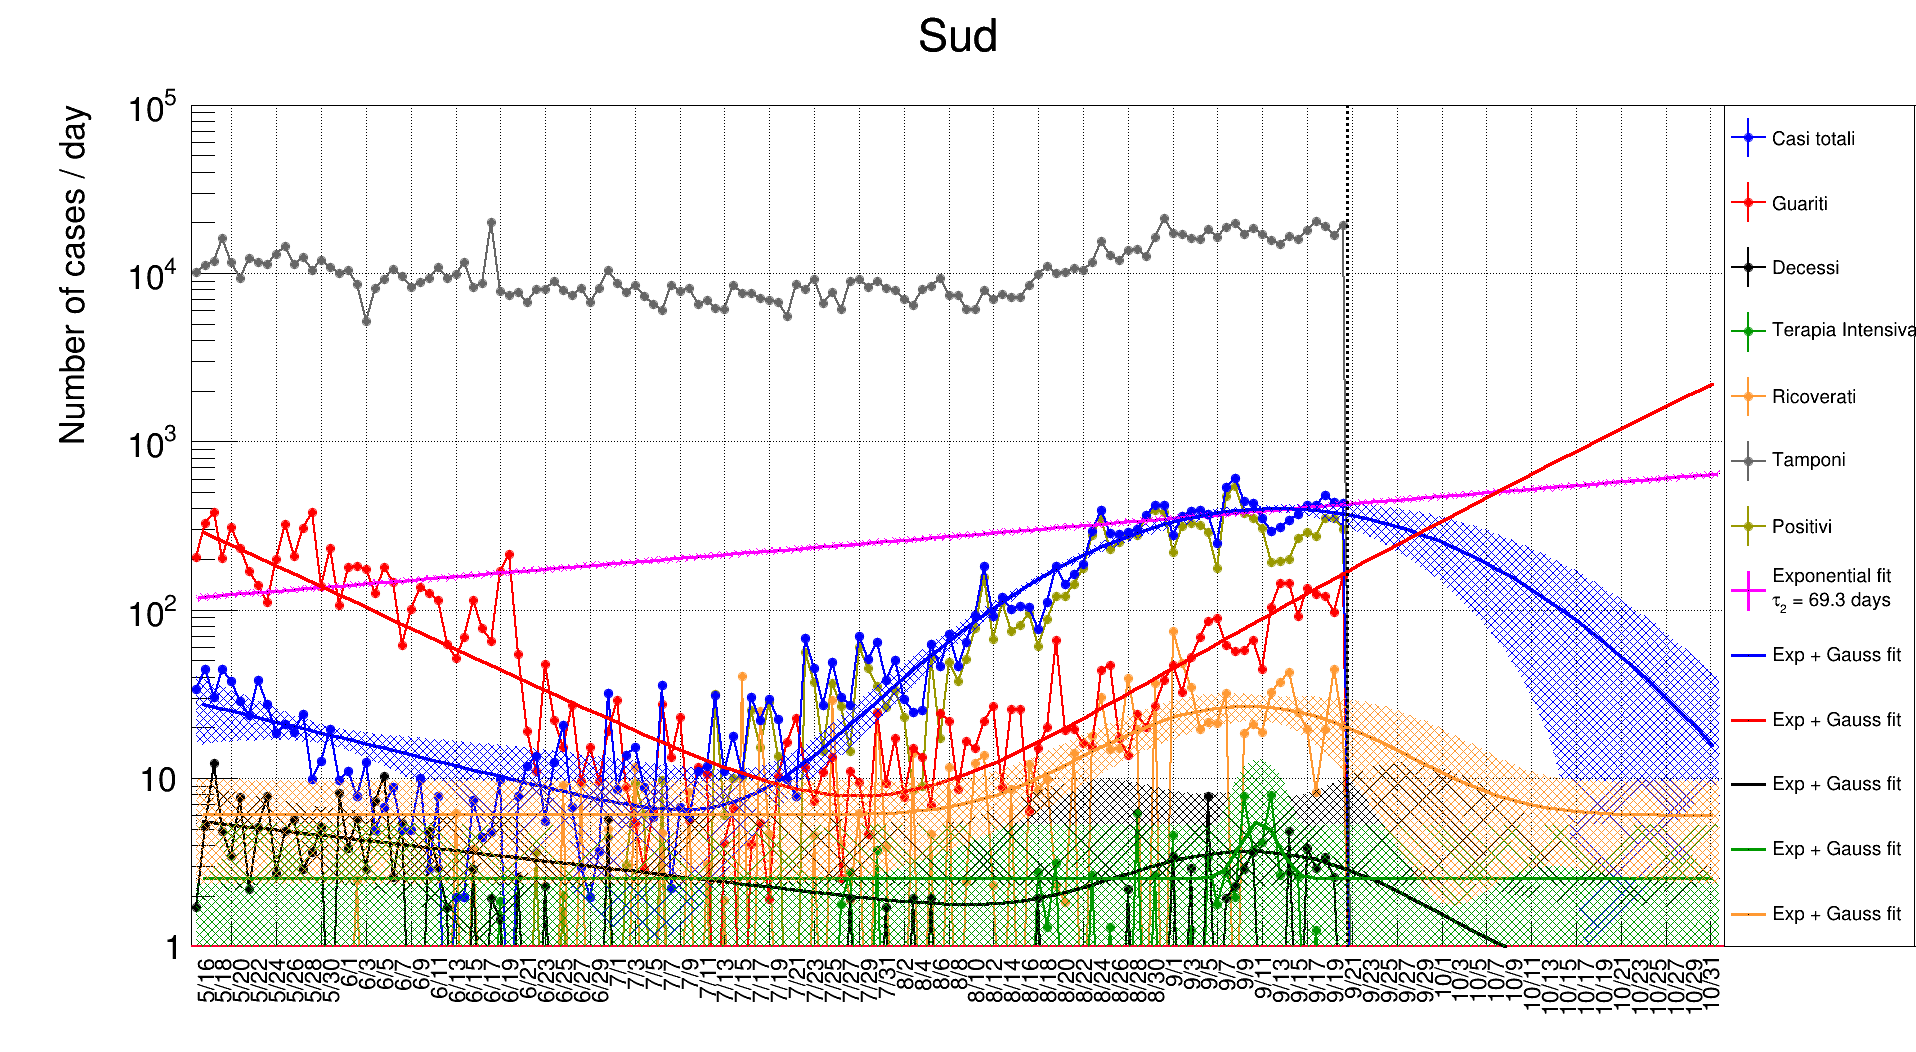 Sud
Number of cases / day
10⁵
10⁴
10³
10²
10
1
5/16 5/18 5/20 5/22 5/24 5/26 5/28 5/30 6/1 6/3 6/5 6/7 6/9 6/11 6/13 6/15 6/17 6/19 6/21 6/23 6/25 6/27 6/29 7/1 7/3 7/5 7/7 7/9 7/11 7/13 7/15 7/17 7/19 7/21 7/23 7/25 7/27 7/29 7/31 8/2 8/4 8/6 8/8 8/10 8/12 8/14 8/16 8/18 8/20 8/22 8/24 8/26 8/28 8/30 9/1 9/3 9/5 9/7 9/9 9/11 9/13 9/15 9/17 9/19 9/21 9/23 9/25 9/27 9/29 10/1 10/3 10/5 10/7 10/9 10/11 10/13 10/15 10/17 10/19 10/21 10/23 10/25 10/27 10/29 10/31
Casi totali
Guariti
Decessi
Terapia Intensiva
Ricoverati
Tamponi
Positivi
Exponential fit
τ₂ = 69.3 days
Exp + Gauss fit
Exp + Gauss fit
Exp + Gauss fit
Exp + Gauss fit
Exp + Gauss fit